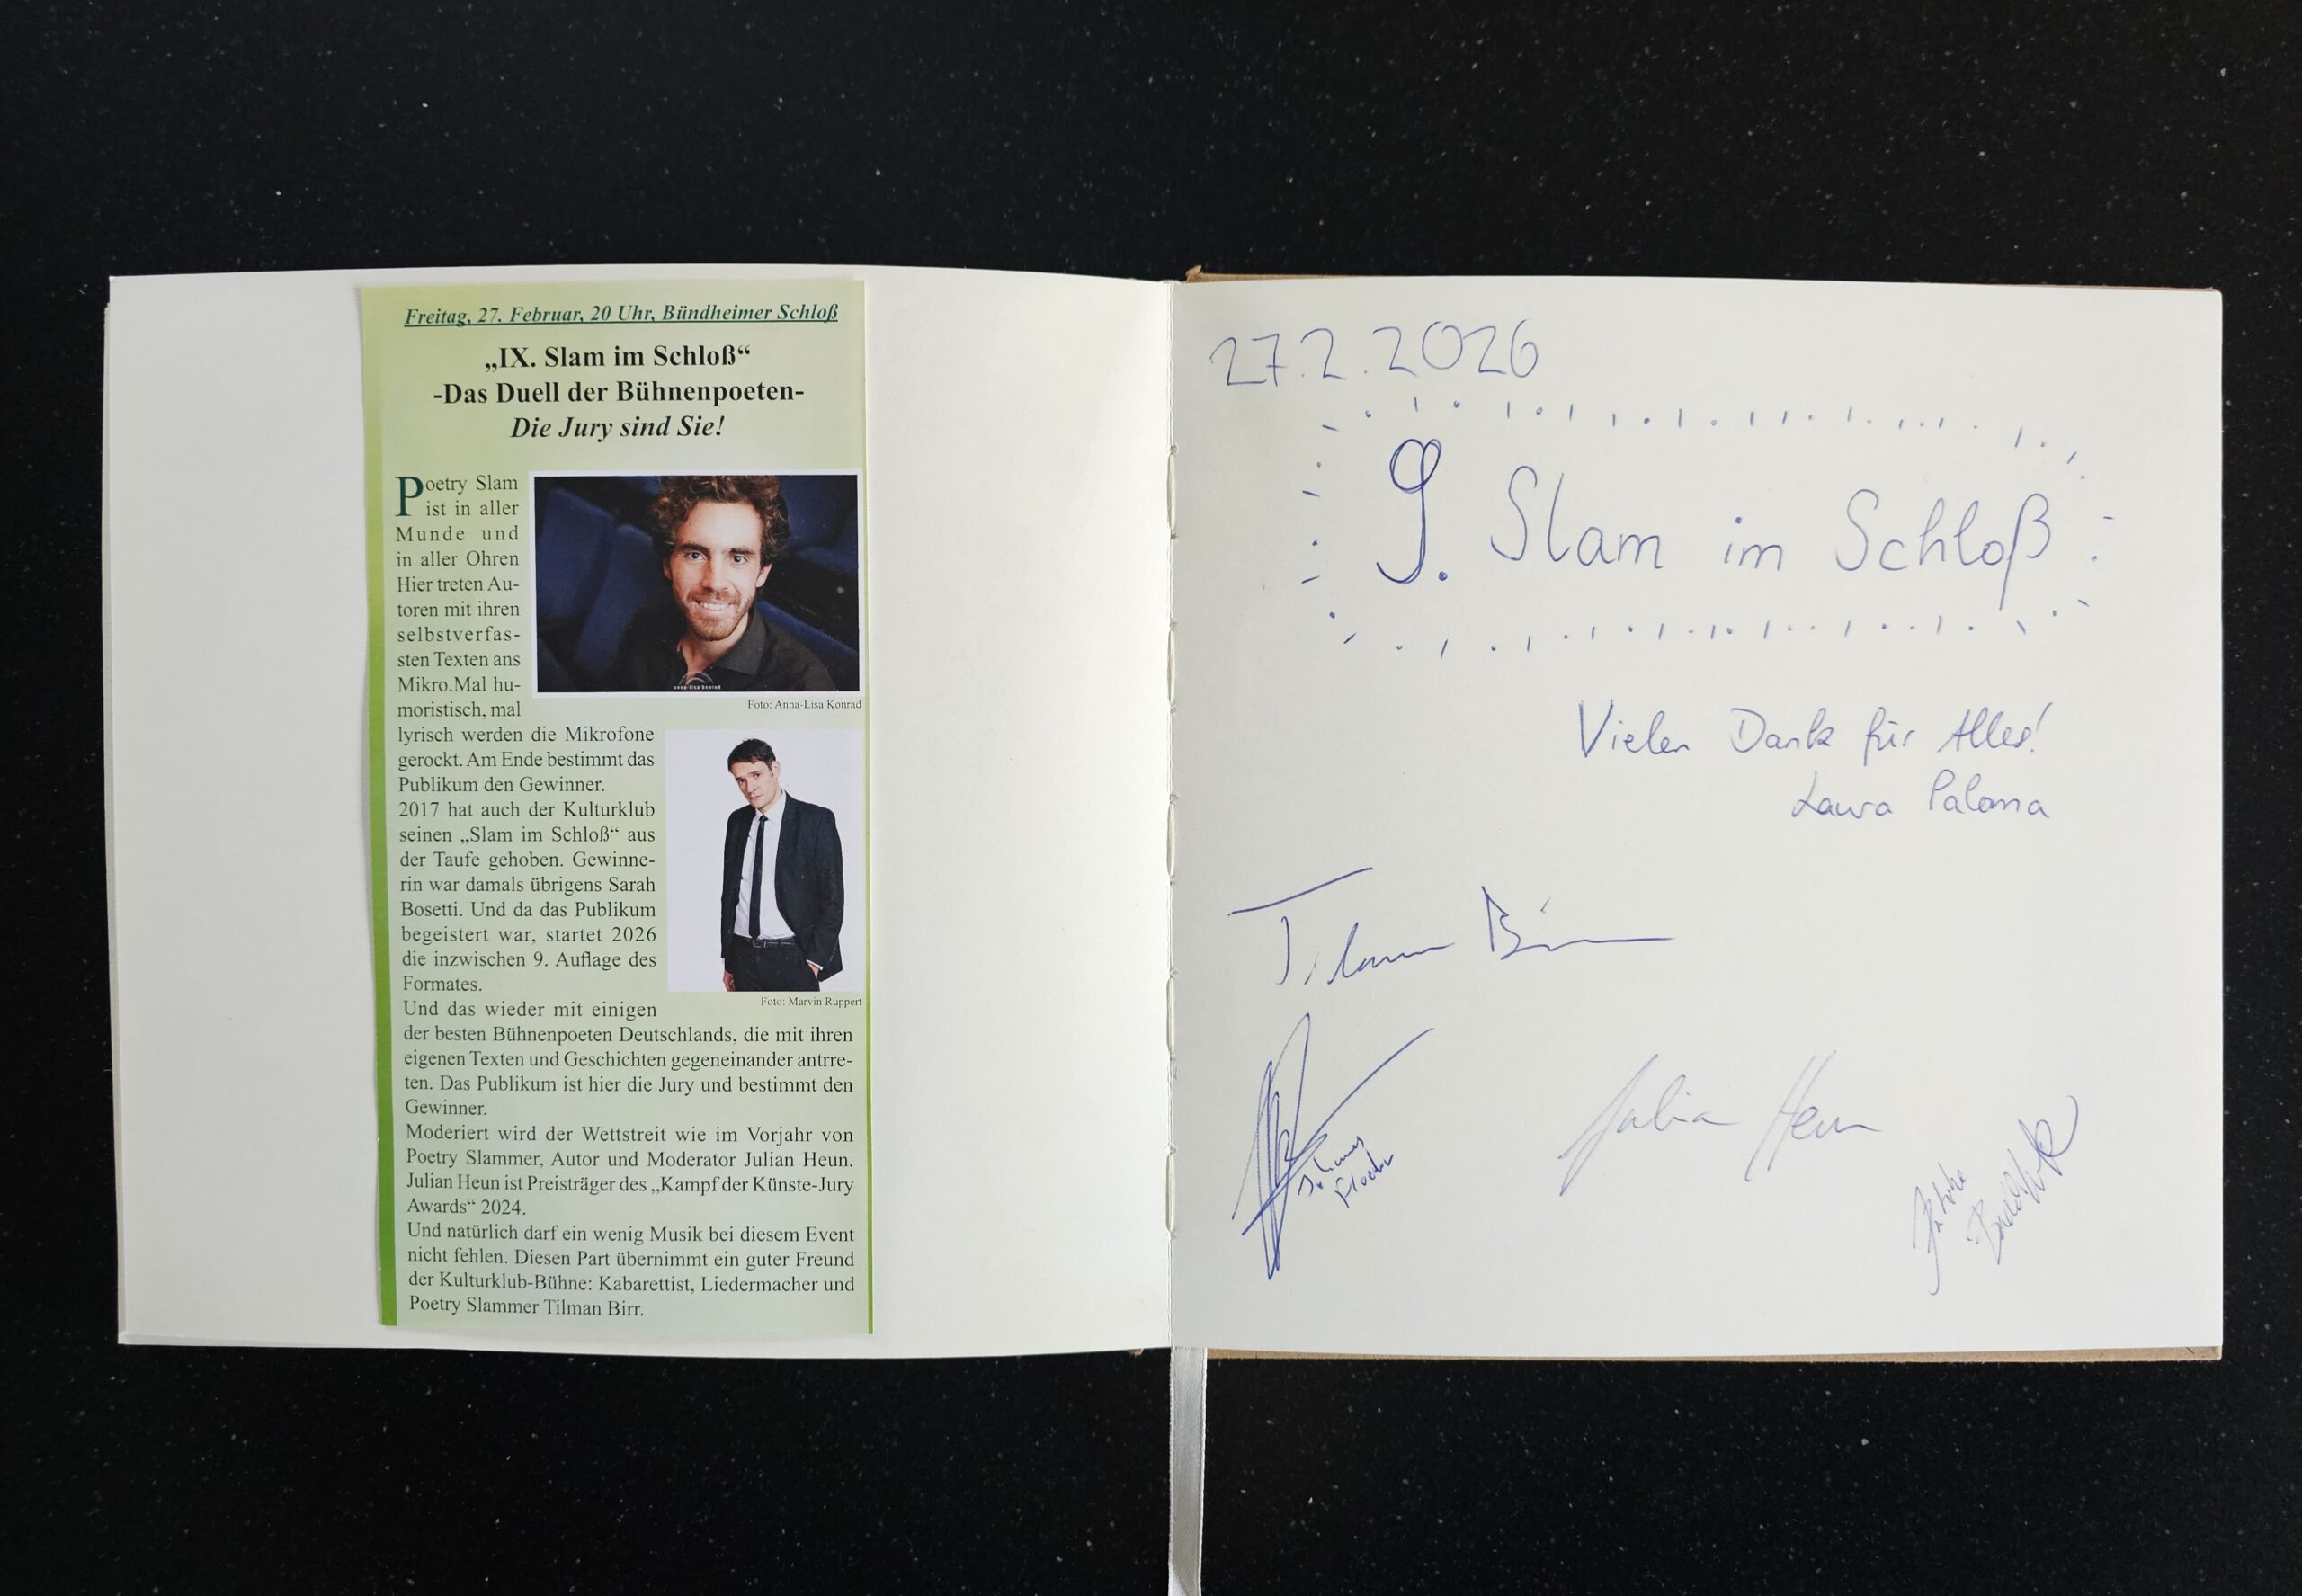 Freitag, 27. Februar, 20 Uhr, Bündheimer Schloß
„IX. Slam im Schloß“
-Das Duell der Bühnenpoeten-
Die Jury sind Sie!
Poetry Slam
ist in aller
Munde und
in aller Ohren
Hier treten Au-
toren mit ihren
selbstverfas-
sten Texten ans
Mikro.Mal hu-
moristisch, mal
lyrisch werden die Mikrofone
gerockt. Am Ende bestimmt das
Publikum den Gewinner.
2017 hat auch der Kulturklub
seinen „Slam im Schloß“ aus
der Taufe gehoben. Gewinne-
rin war damals übrigens Sarah
Bosetti. Und da das Publikum
begeistert war, startet 2026
die inzwischen 9. Auflage des
Formates.
Und das wieder mit einigen
der besten Bühnenpoeten Deutschlands, die mit ihren
eigenen Texten und Geschichten gegeneinander antrre-
ten. Das Publikum ist hier die Jury und bestimmt den
Gewinner.
Moderiert wird der Wettstreit wie im Vorjahr von
Poetry Slammer, Autor und Moderator Julian Heun.
Julian Heun ist Preisträger des „Kampf der Künste-Jury
Awards“ 2024.
Und natürlich darf ein wenig Musik bei diesem Event
nicht fehlen. Diesen Part übernimmt ein guter Freund
der Kulturklub-Bühne: Kabarettist, Liedermacher und
Poetry Slammer Tilman Birr.
anna-lisa konrad
Foto: Anna-Lisa Konrad
Foto: Marvin Ruppert
27.2.2026
9. Slam im Schloß
Vielen Dank für Alles!
Laura Paloma
Tilman Birr
Johannes
Floehr
Julian Heun